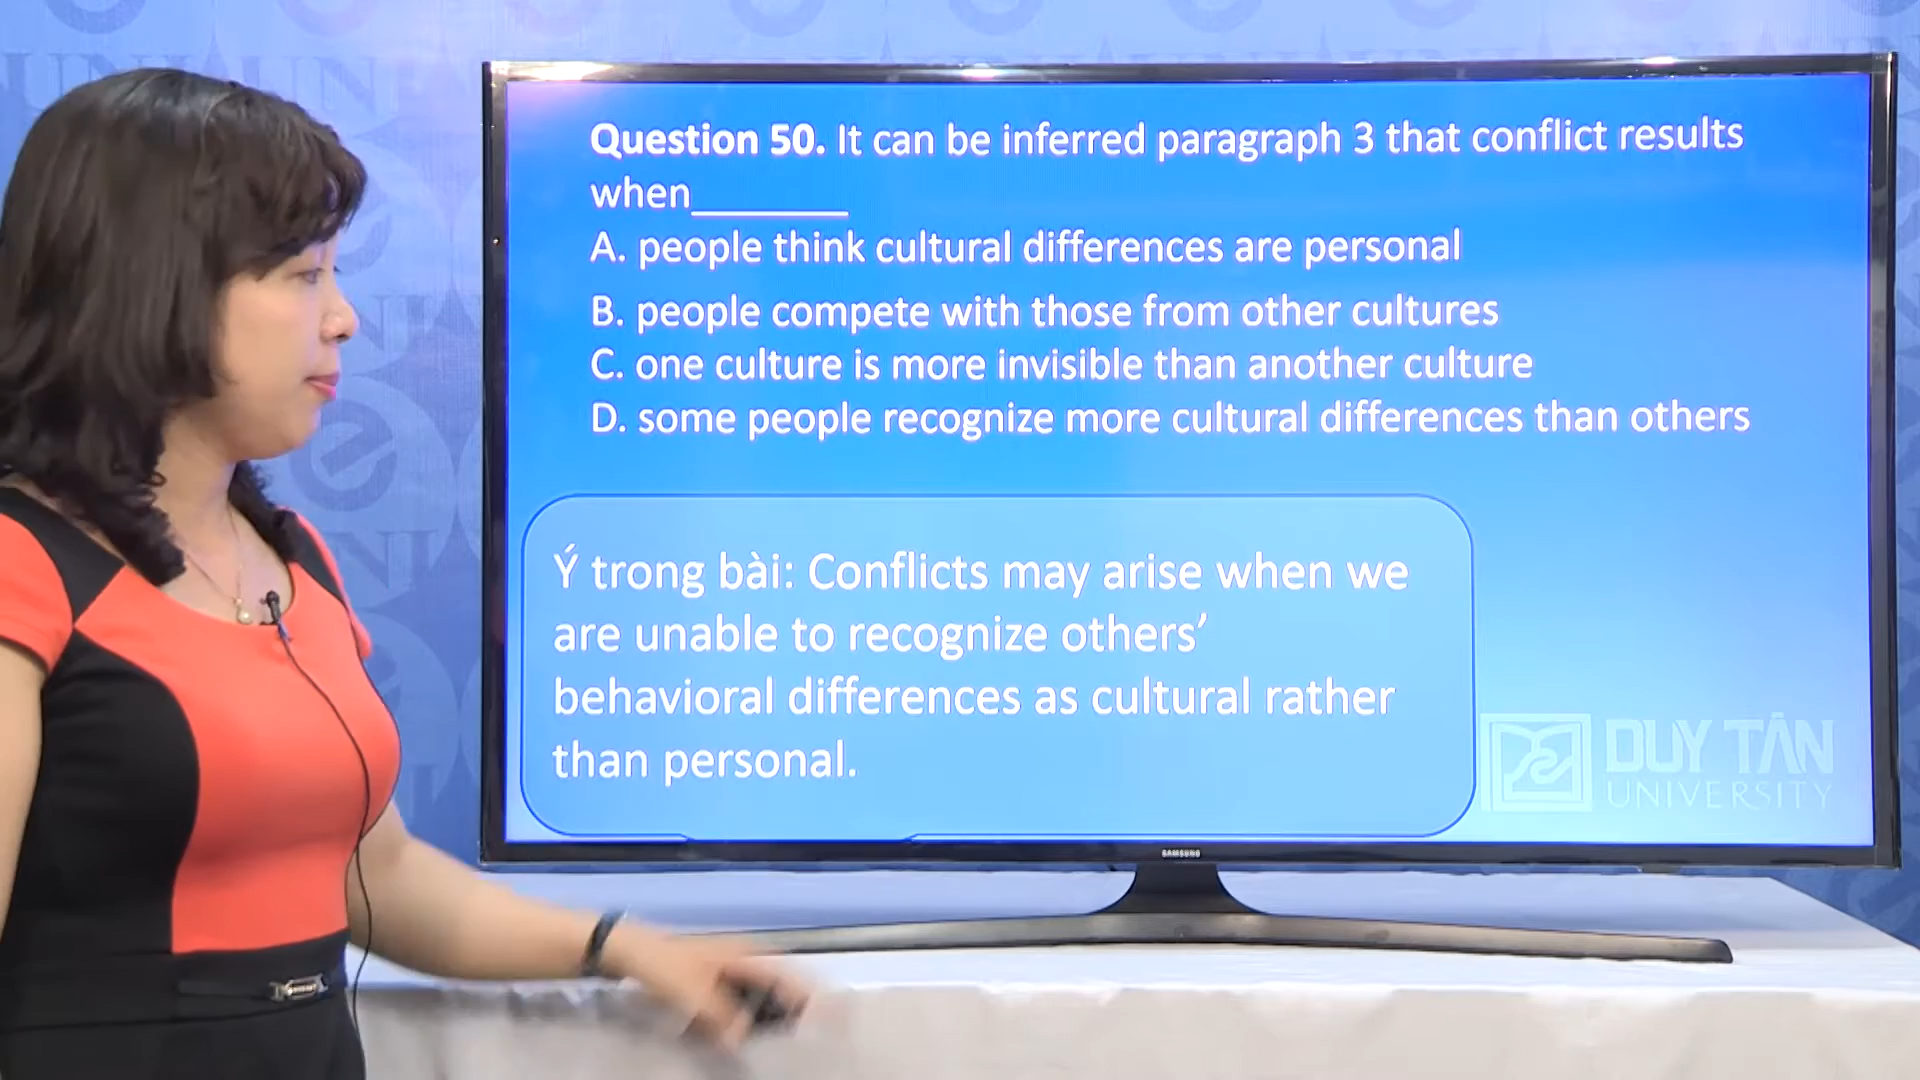 Question 50. It can be inferred paragraph 3 that conflict results
when_______
A. people think cultural differences are personal
B. people compete with those from other cultures
C. one culture is more invisible than another culture
D. some people recognize more cultural differences than others
Ý trong bài: Conflicts may arise when we
are unable to recognize others’
behavioral differences as cultural rather
than personal.
DUY TÂN
UNIVERSITY
SAMSUNG